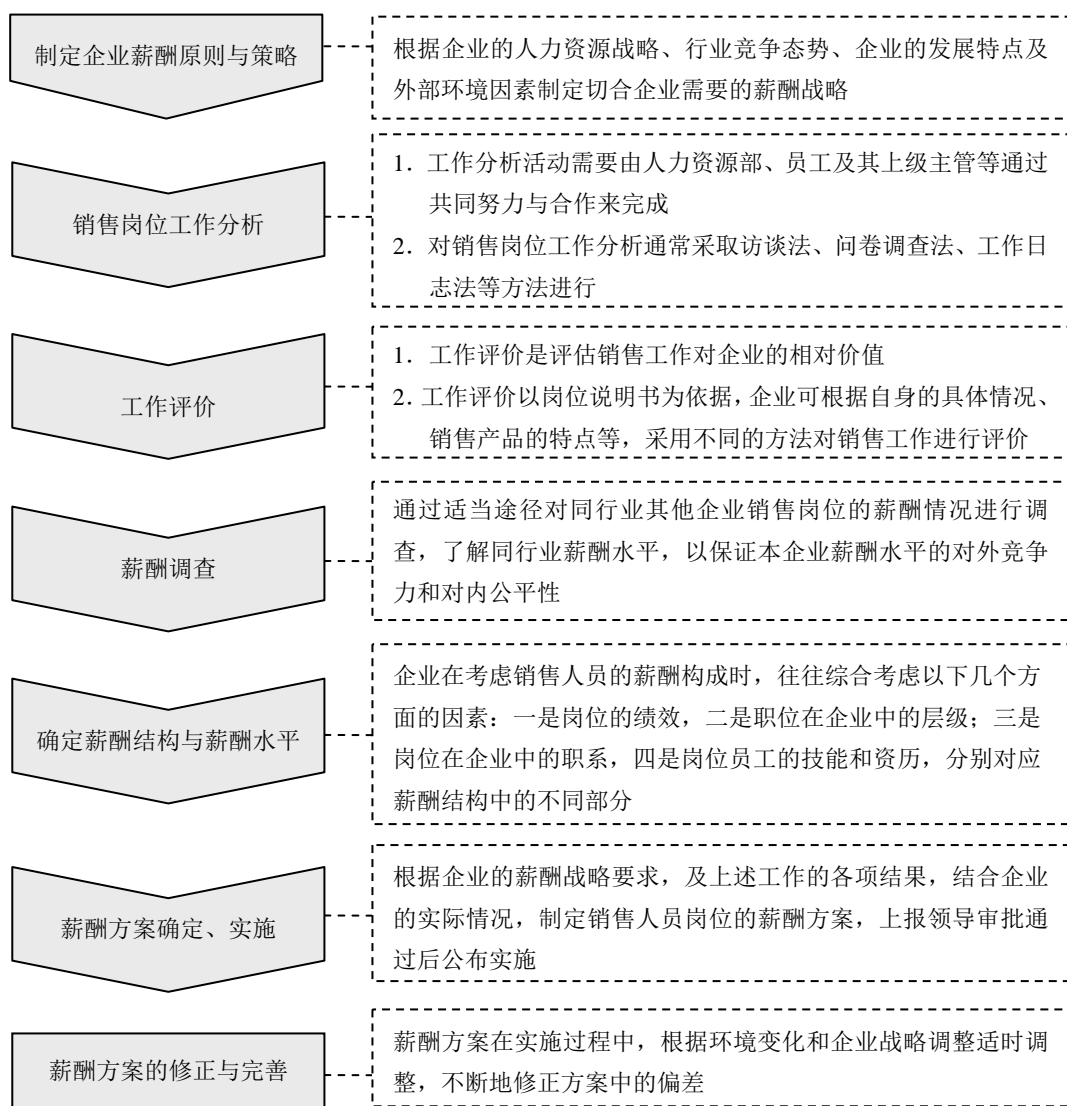 制定企业薪酬原则与策略
根据企业的人力资源战略、行业竞争态势、企业的发展特点及
外部环境因素制定切合企业需要的薪酬战略
销售岗位工作分析
1．工作分析活动需要由人力资源部、员工及其上级主管等通过
共同努力与合作来完成
2．对销售岗位工作分析通常采取访谈法、问卷调查法、工作日
志法等方法进行
工作评价
1．工作评价是评估销售工作对企业的相对价值
2．工作评价以岗位说明书为依据，企业可根据自身的具体情况、
销售产品的特点等，采用不同的方法对销售工作进行评价
薪酬调查
通过适当途径对同行业其他企业销售岗位的薪酬情况进行调
查，了解同行业薪酬水平，以保证本企业薪酬水平的对外竞争
力和对内公平性
确定薪酬结构与薪酬水平
企业在考虑销售人员的薪酬构成时，往往综合考虑以下几个方
面的因素：一是岗位的绩效，二是职位在企业中的层级；三是
岗位在企业中的职系，四是岗位员工的技能和资历，分别对应
薪酬结构中的不同部分
薪酬方案确定、实施
根据企业的薪酬战略要求，及上述工作的各项结果，结合企业
的实际情况，制定销售人员岗位的薪酬方案，上报领导审批通
过后公布实施
薪酬方案的修正与完善
薪酬方案在实施过程中，根据环境变化和企业战略调整适时调
整，不断地修正方案中的偏差